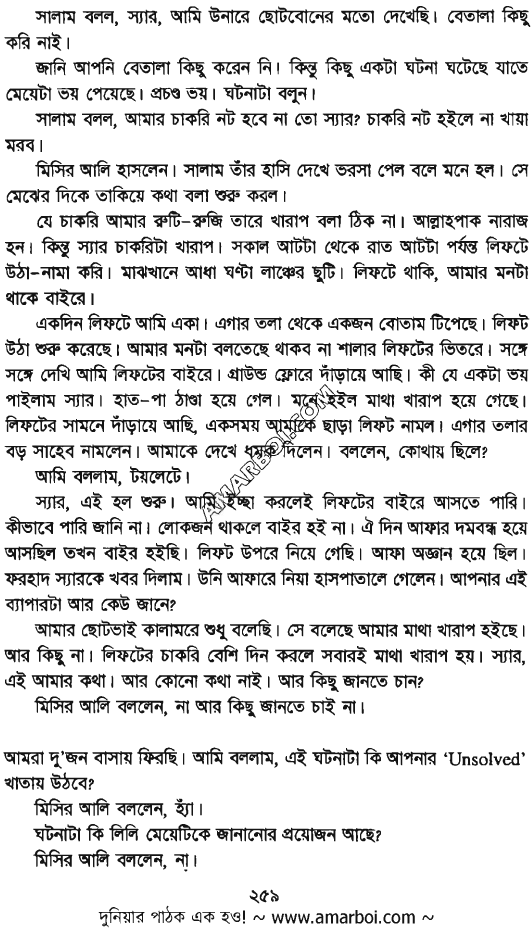 সালাম বলল, স্যার, আমি উনারে ছোটবোনের মতো দেখেছি। বেতালা কিছু
করি নাই।
জানি আপনি বেতালা কিছু করেন নি। কিন্তু কিছু একটা ঘটনা ঘটেছে যাতে
মেয়েটা ভয় পেয়েছে। প্রচণ্ড ভয়। ঘটনাটা বলুন।
সালাম বলল, আমার চাকরি নট হবে না তো স্যার? চাকরি নট হইলে না খায়া
মরব।
মিসির আলি হাসলেন। সালাম তাঁর হাসি দেখে ভরসা পেল বলে মনে হল। সে
মেঝের দিকে তাকিয়ে কথা বলা শুরু করল।
যে চাকরি আমার রুটি-রুজি তারে খারাপ বলা ঠিক না। আল্লাহপাক নারাজ
হন। কিন্তু স্যার চাকরিটা খারাপ। সকাল আটটা থেকে রাত আটটা পর্যন্ত লিফটে
উঠা-নামা করি। মাঝখানে আধা ঘণ্টা লাঞ্চের ছুটি। লিফটে থাকি, আমার মনটা
থাকে বাইরে।
একদিন লিফটে আমি একা। এগার তলা থেকে একজন বোতাম টিপেছে। লিফট
উঠা শুরু করেছে। আমার মনটা বলতেছে থাকব না শালার লিফটের ভিতরে। সঙ্গে
সঙ্গে দেখি আমি লিফটের বাইরে। গ্রাউন্ড ফ্লোরে দাঁড়ায়ে আছি। কী যে একটা ভয়
পাইলাম স্যার। হাত-পা ঠাণ্ডা হয়ে গেল। মনে হইল মাথা খারাপ হয়ে গেছে।
লিফটের সামনে দাঁড়ায়ে আছি, একসময় আমাকে ছাড়া লিফট নামল। এগার তলার
বড় সাহেব নামলেন। আমাকে দেখে ধমক দিলেন। বললেন, কোথায় ছিলে?
আমি বললাম, টয়লেটে।
স্যার, এই হল শুরু। আমি ইচ্ছা করলেই লিফটের বাইরে আসতে পারি।
কীভাবে পারি জানি না। লোকজন থাকলে বাইর হই না। ঐ দিন আফার দমবন্ধ হয়ে
আসছিল তখন বাইর হইছি। লিফট উপরে নিয়ে গেছি। আফা অজ্ঞান হয়ে ছিল।
ফরহাদ স্যারকে খবর দিলাম। উনি আফারে নিয়া হাসপাতালে গেলেন। আপনার এই
ব্যাপারটা আর কেউ জানে?
আমার ছোটভাই কালামরে শুধু বলেছি। সে বলেছে আমার মাথা খারাপ হইছে।
আর কিছু না। লিফটের চাকরি বেশি দিন করলে সবারই মাথা খারাপ হয়। স্যার,
এই আমার কথা। আর কোনো কথা নাই। আর কিছু জানতে চান?
মিসির আলি বললেন, না আর কিছু জানতে চাই না।
আমরা দু'জন বাসায় ফিরছি। আমি বললাম, এই ঘটনাটা কি আপনার ‘Unsolved’
খাতায় উঠবে?
মিসির আলি বললেন, হ্যাঁ।
ঘটনাটা কি লিলি মেয়েটিকে জানানোর প্রয়োজন আছে?
মিসির আলি বললেন, না।
২৫৯
দুনিয়ার পাঠক এক হও! ~ www.amarboi.com ~
AMARBOI.COM